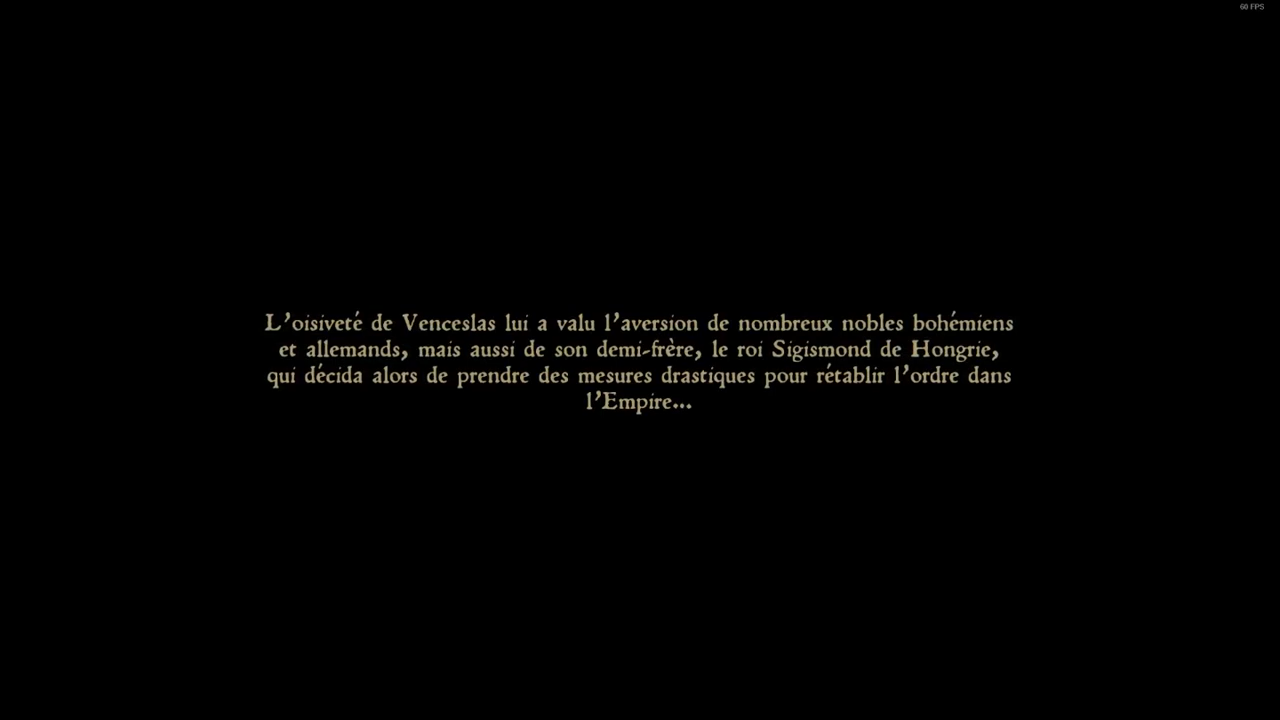 60 FPS
L'oisiveté de Venceslas lui a valu l'aversion de nombreux nobles bohémiens
et allemands, mais aussi de son demi-frère, le roi Sigismond de Hongrie,
qui décida alors de prendre des mesures drastiques pour rétablir l'ordre dans
l'Empire...